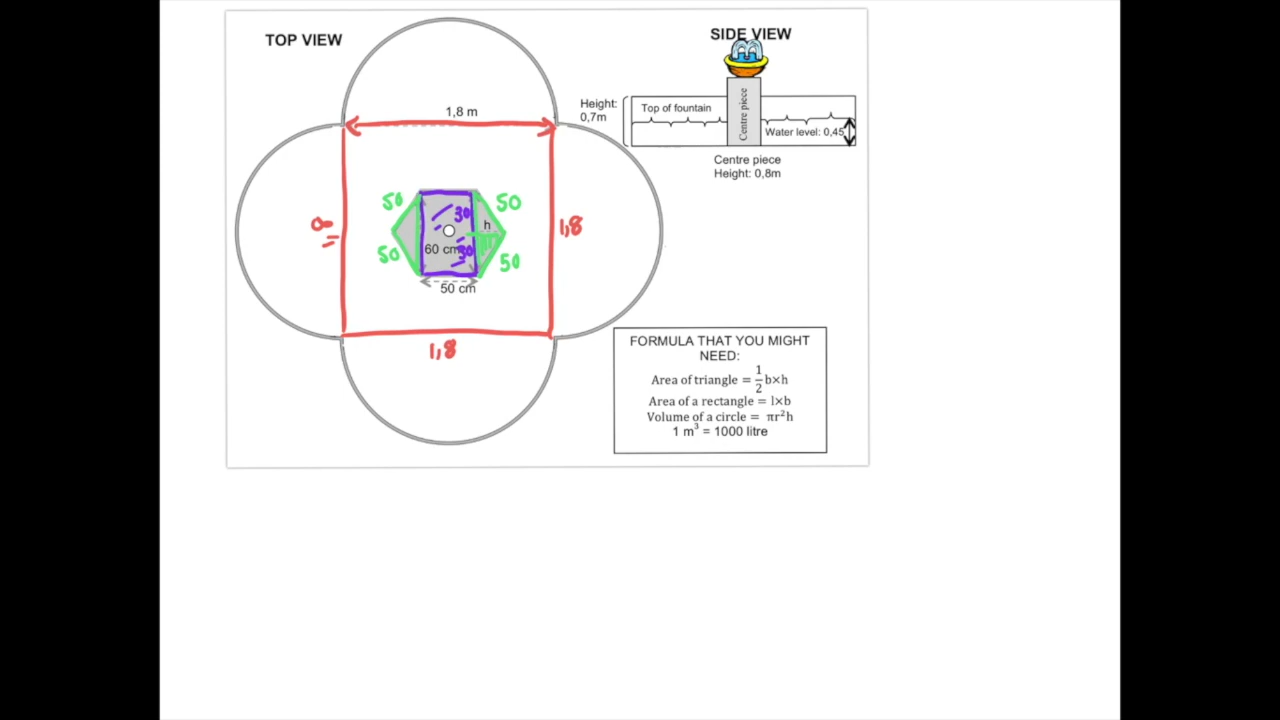 TOP VIEW
SIDE VIEW
Height:
0,7m
Top of fountain
Centre piece
Water level: 0,45
Centre piece
Height: 0,8m
1,8 m
50
50
30
h
1,8
60 cm
30
50
50
50 cm
1,8
FORMULA THAT YOU MIGHT
NEED:
Area of triangle = 1/2 b×h
Area of a rectangle = l×b
Volume of a circle = πr²h
1 m³ = 1000 litre